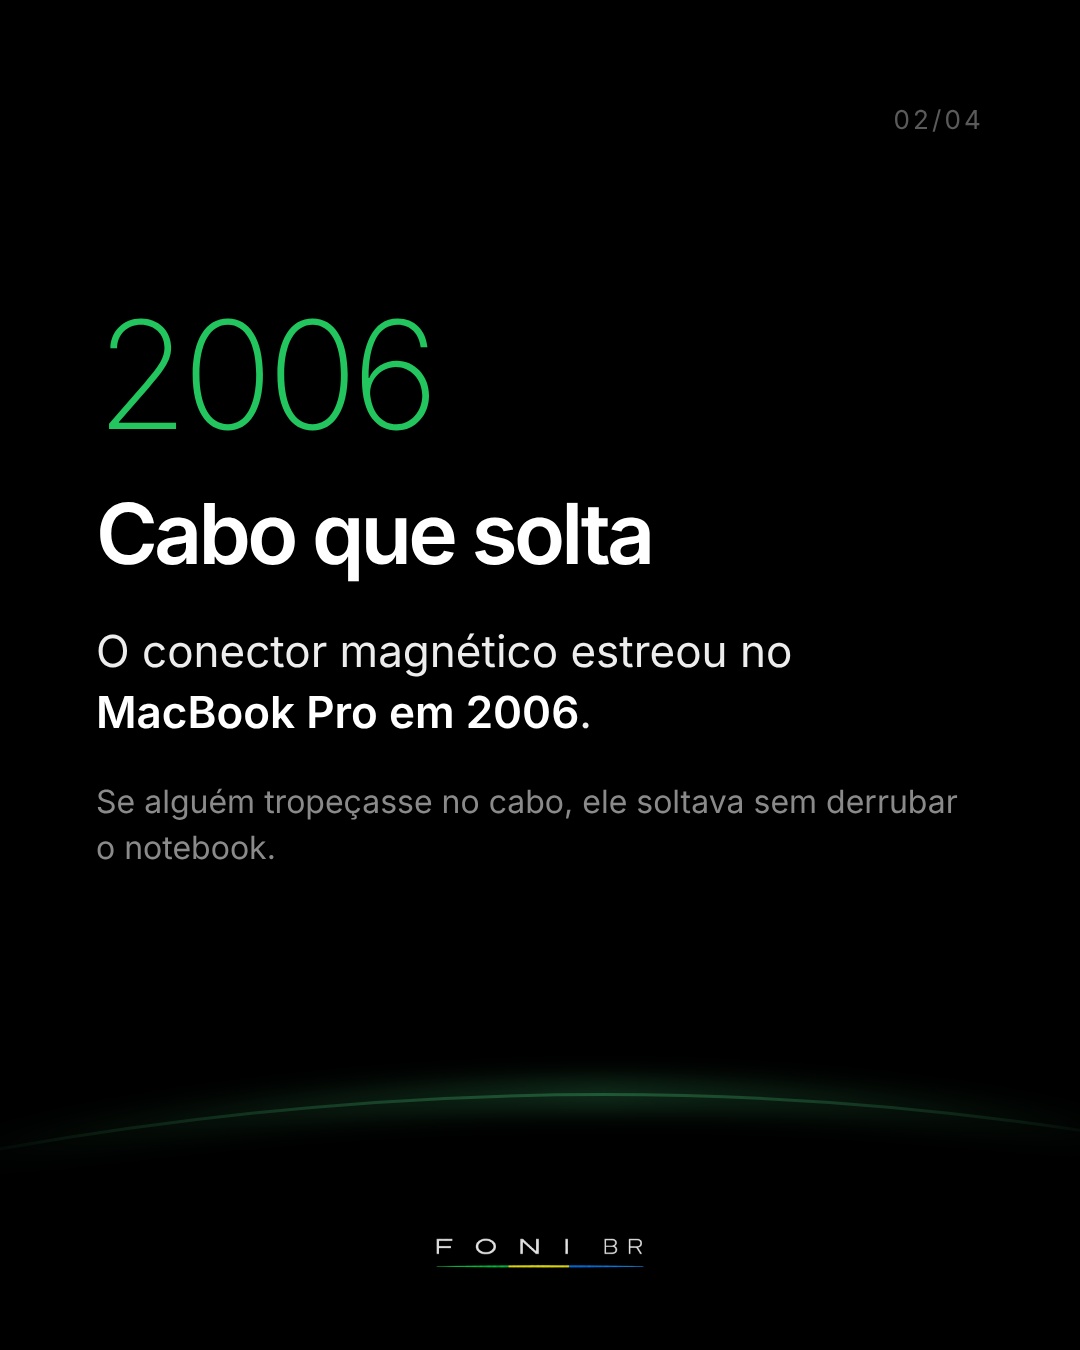 02/04
2006
Cabo que solta
O conector magnético estreou no
MacBook Pro em 2006.
Se alguém tropeçasse no cabo, ele soltava sem derrubar
o notebook.
FONI BR